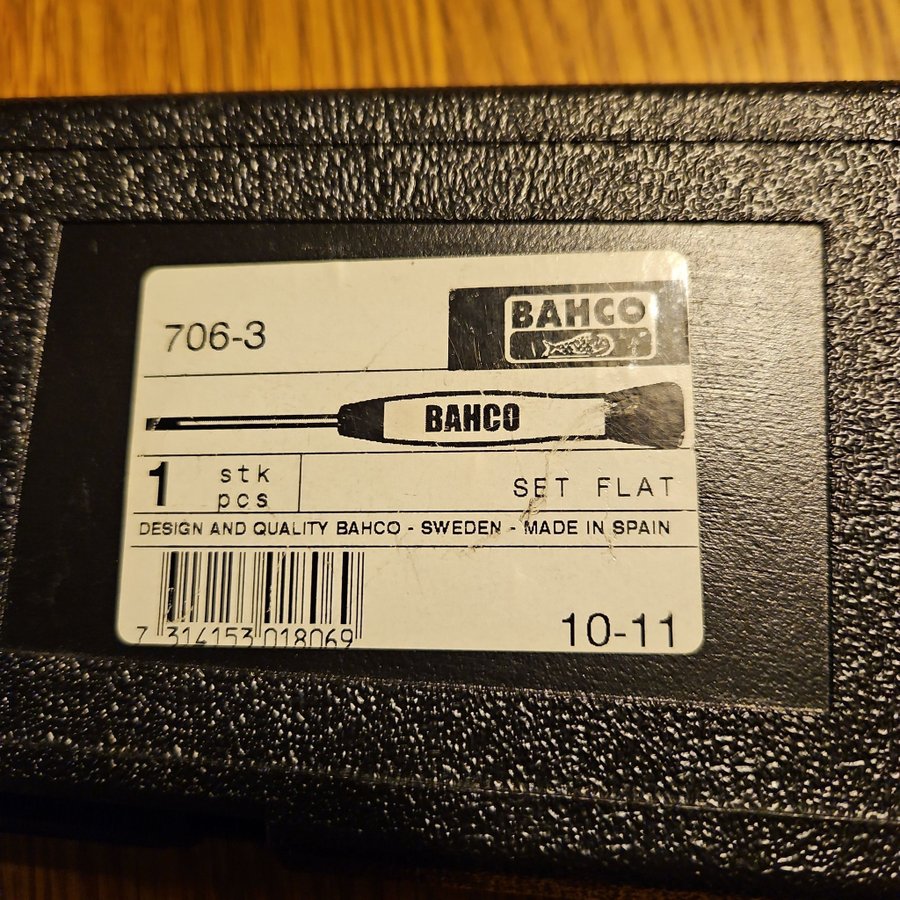 706-3
BAHCO
BAHCO
1 stk
pcs
SET FLAT
DESIGN AND QUALITY BAHCO - SWEDEN - MADE IN SPAIN
7 314153 018069
10-11